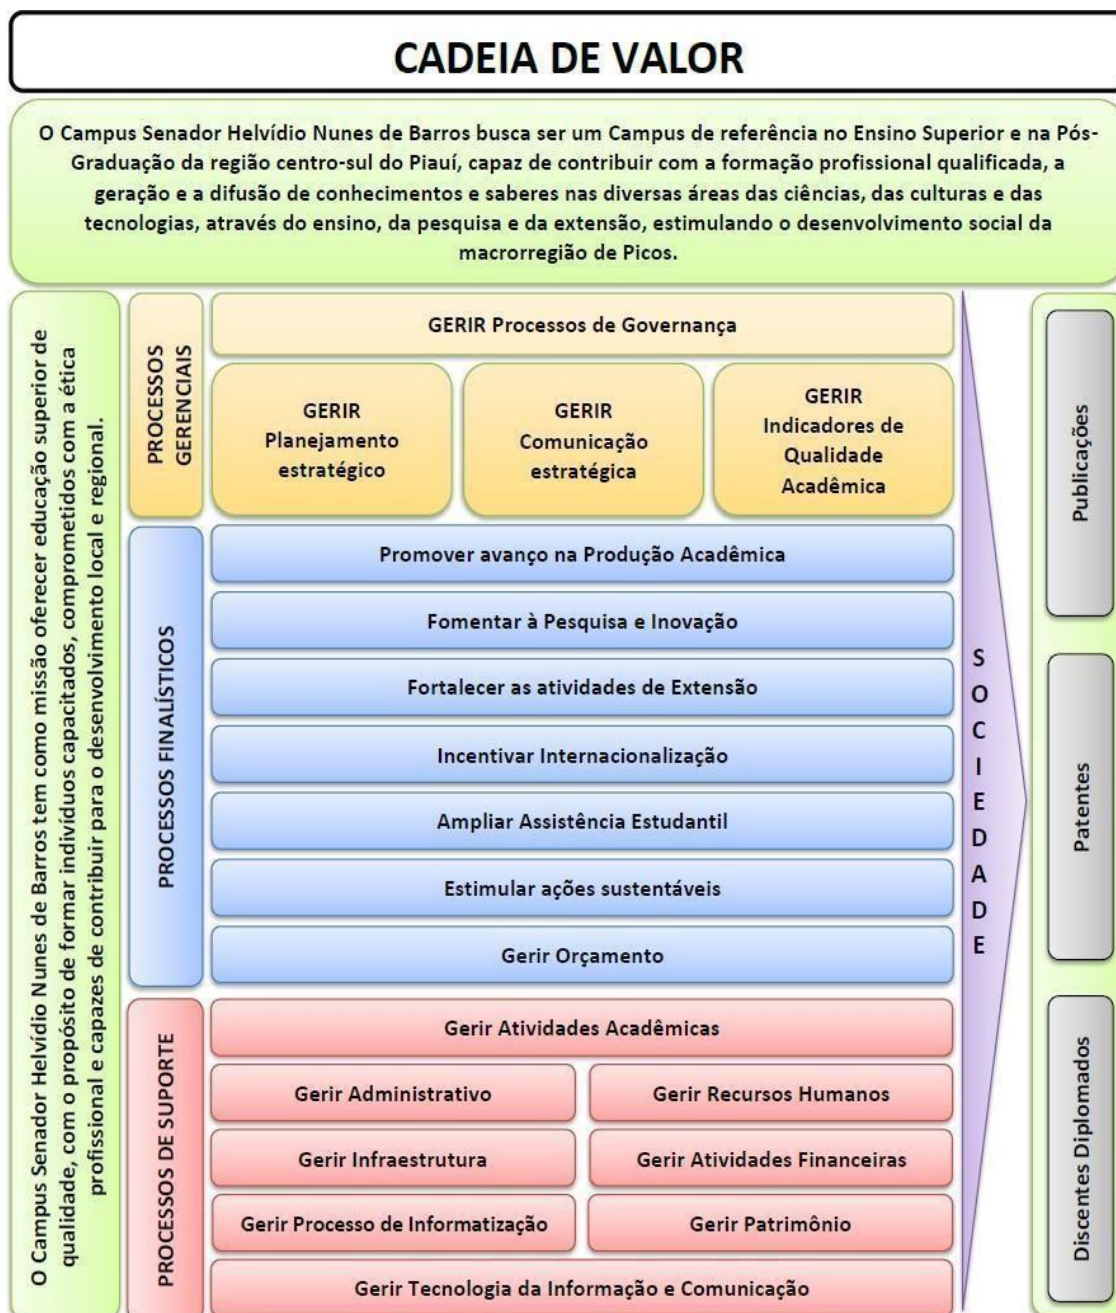 CADEIA DE VALOR
O Campus Senador Helvídio Nunes de Barros busca ser um Campus de referência no Ensino Superior e na Pós-
Graduação da região centro-sul do Piauí, capaz de contribuir com a formação profissional qualificada, a
geração e a difusão de conhecimentos e saberes nas diversas áreas das ciências, das culturas e das
tecnologias, através do ensino, da pesquisa e da extensão, estimulando o desenvolvimento social da
macrorregião de Picos.
O Campus Senador Helvídio Nunes de Barros tem como missão oferecer educação superior de
qualidade, com o propósito de formar indivíduos capacitados, comprometidos com a ética
profissional e capazes de contribuir para o desenvolvimento local e regional.
PROCESSOS
GERENCIAIS
GERIR Processos de Governança
GERIR
Planejamento
estratégico
GERIR
Comunicação
estratégica
GERIR
Indicadores de
Qualidade
Acadêmica
PROCESSOS FINALÍSTICOS
Promover avanço na Produção Acadêmica
Fomentar à Pesquisa e Inovação
Fortalecer as atividades de Extensão
Incentivar Internacionalização
Ampliar Assistência Estudantil
Estimular ações sustentáveis
Gerir Orçamento
PROCESSOS DE SUPORTE
Gerir Atividades Acadêmicas
Gerir Administrativo
Gerir Recursos Humanos
Gerir Infraestrutura
Gerir Atividades Financeiras
Gerir Processo de Informatização
Gerir Patrimônio
Gerir Tecnologia da Informação e Comunicação
SOCIEDADE
Publicações
Patentes
Discentes Diplomados